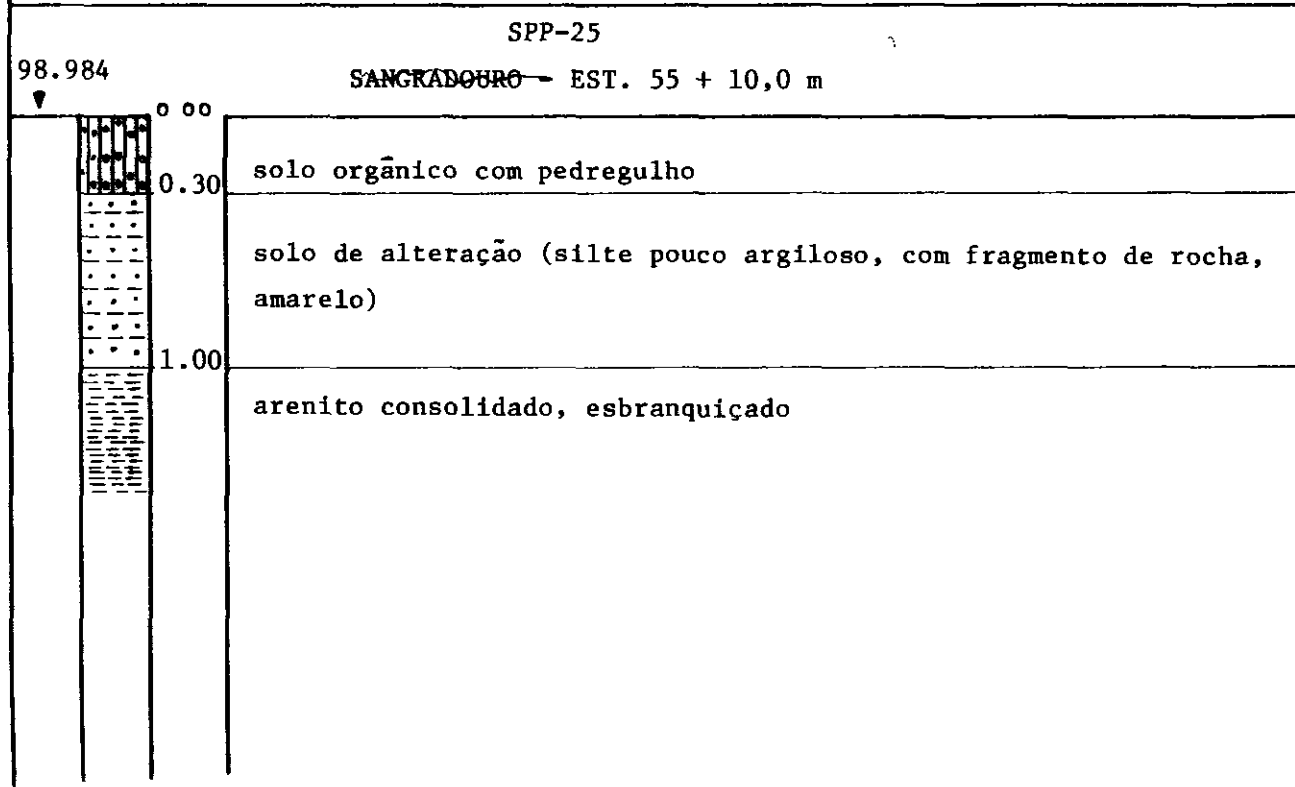 SPP-25
98.984
SANGRADOURO - EST. 55 + 10,0 m
0 00
solo orgânico com pedregulho
0.30
solo de alteração (silte pouco argiloso, com fragmento de rocha,
amarelo)
1.00
arenito consolidado, esbranquiçado